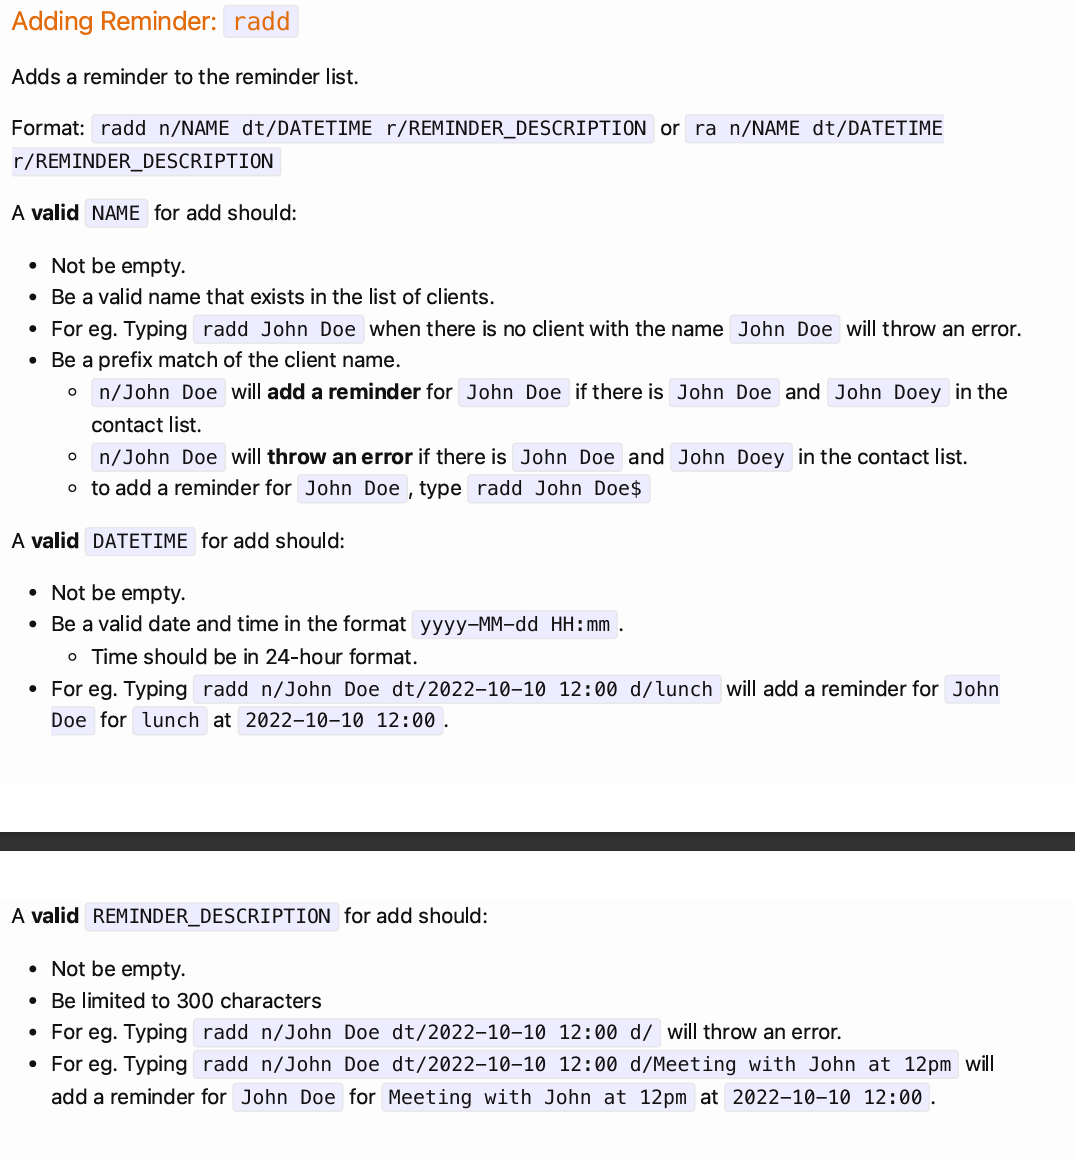 Adding Reminder: radd
Adds a reminder to the reminder list.
Format: radd n/NAME dt/DATETIME r/REMINDER_DESCRIPTION or ra n/NAME dt/DATETIME
r/REMINDER_DESCRIPTION
A valid NAME for add should:
• Not be empty.
• Be a valid name that exists in the list of clients.
• For eg. Typing radd John Doe when there is no client with the name John Doe will throw an error.
• Be a prefix match of the client name.
◦ n/John Doe will add a reminder for John Doe if there is John Doe and John Doey in the
contact list.
◦ n/John Doe will throw an error if there is John Doe and John Doey in the contact list.
◦ to add a reminder for John Doe, type radd John Doe$
A valid DATETIME for add should:
• Not be empty.
• Be a valid date and time in the format yyyy-MM-dd HH:mm.
◦ Time should be in 24-hour format.
• For eg. Typing radd n/John Doe dt/2022-10-10 12:00 d/lunch will add a reminder for John
Doe for lunch at 2022-10-10 12:00.
A valid REMINDER_DESCRIPTION for add should:
• Not be empty.
• Be limited to 300 characters
• For eg. Typing radd n/John Doe dt/2022-10-10 12:00 d/ will throw an error.
• For eg. Typing radd n/John Doe dt/2022-10-10 12:00 d/Meeting with John at 12pm will
add a reminder for John Doe for Meeting with John at 12pm at 2022-10-10 12:00.